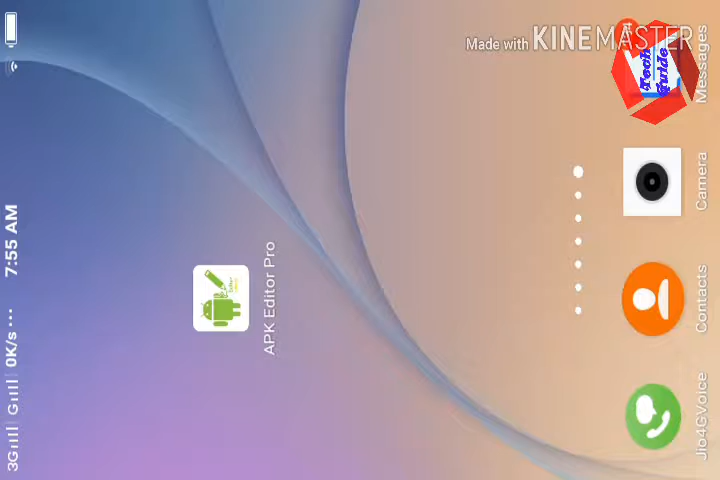 Made with KINEMASTER
Tech
Guide
3G G 0K/s ... 7:55 AM
APK Editor Pro
Jio4GVoice
Contacts
Camera
Messages